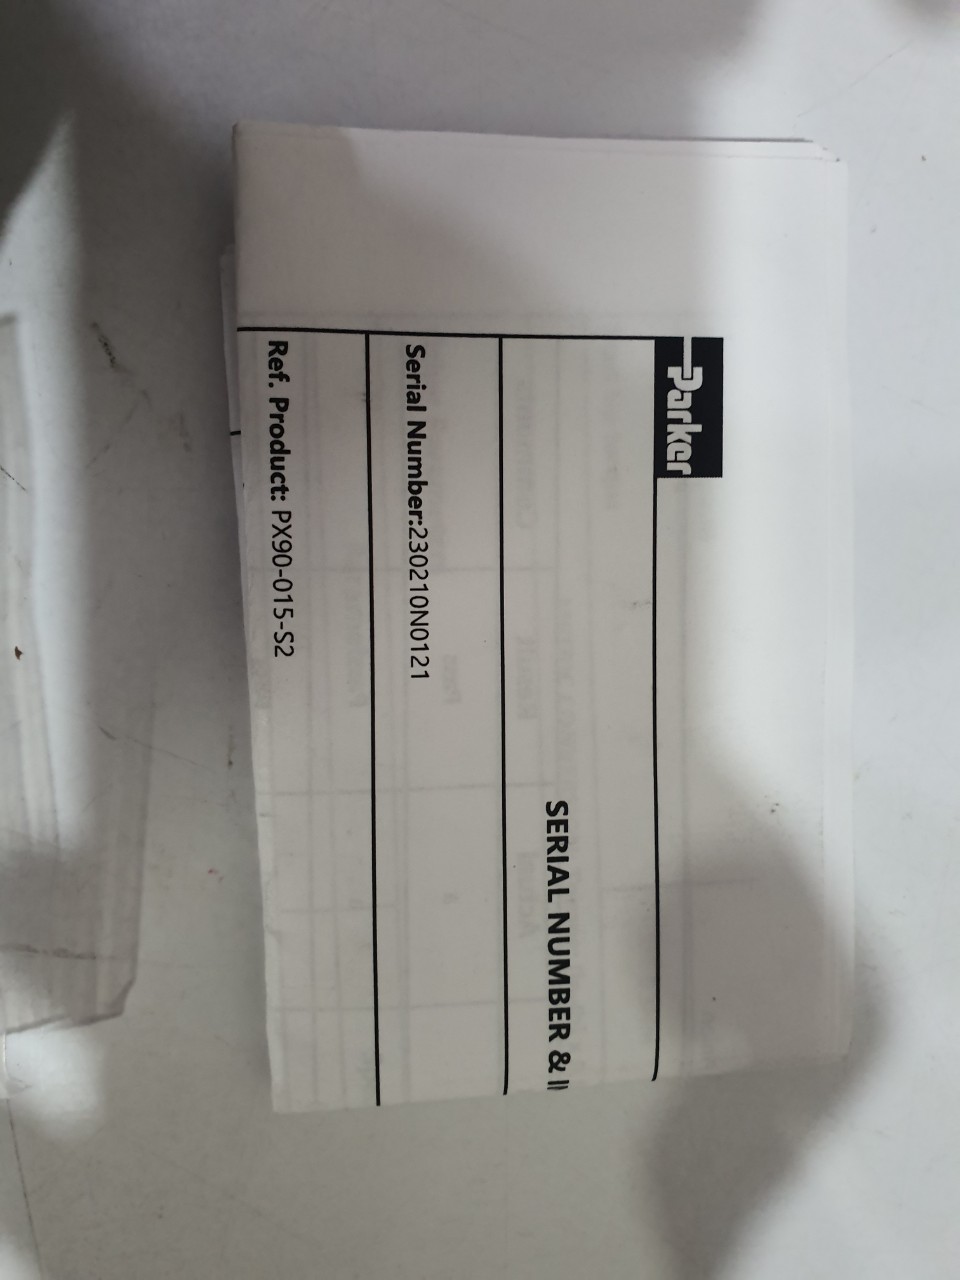 Parker
SERIAL NUMBER & I
Serial Number:230210N0121
Ref. Product: PX90-015-S2